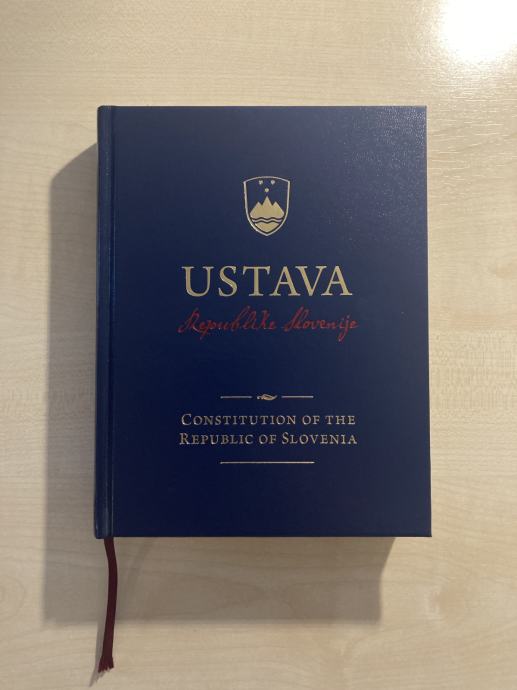 USTAVA
Republike Slovenije
CONSTITUTION OF THE
REPUBLIC OF SLOVENIA